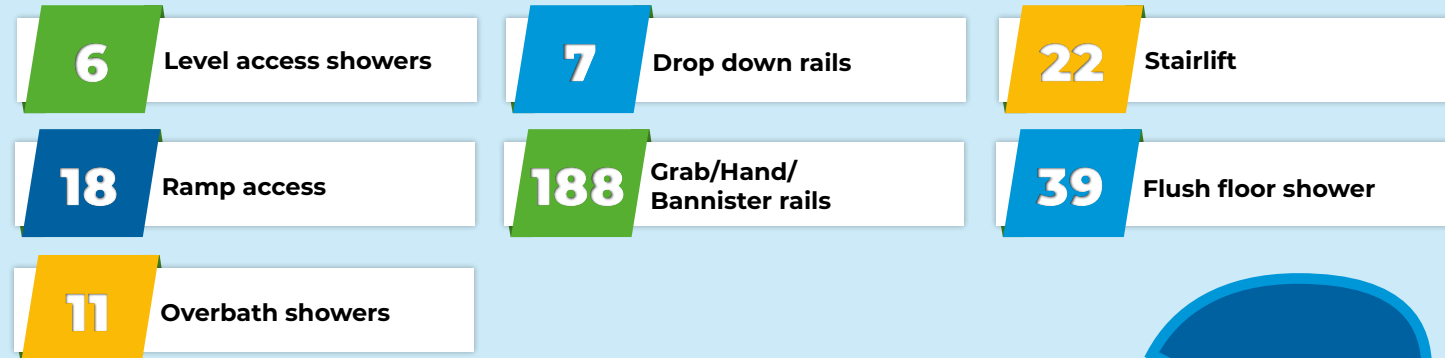 6
Level access showers
7
Drop down rails
22
Stairlift
18
Ramp access
188
Grab/Hand/
Bannister rails
39
Flush floor shower
11
Overbath showers